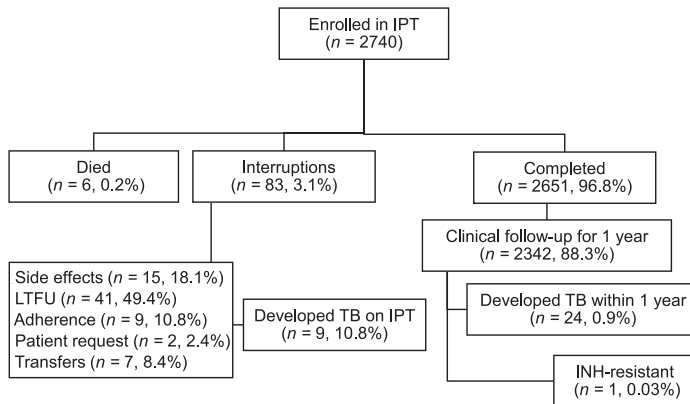 Enrolled in IPT
(n = 2740)
Died
(n = 6, 0.2%)
Interruptions
(n = 83, 3.1%)
Completed
(n = 2651, 96.8%)
Clinical follow-up for 1 year
(n = 2342, 88.3%)
Side effects (n = 15, 18.1%)
LTFU (n = 41, 49.4%)
Adherence (n = 9, 10.8%)
Patient request (n = 2, 2.4%)
Transfers (n = 7, 8.4%)
Developed TB on IPT
(n = 9, 10.8%)
Developed TB within 1 year
(n = 24, 0.9%)
INH-resistant
(n = 1, 0.03%)